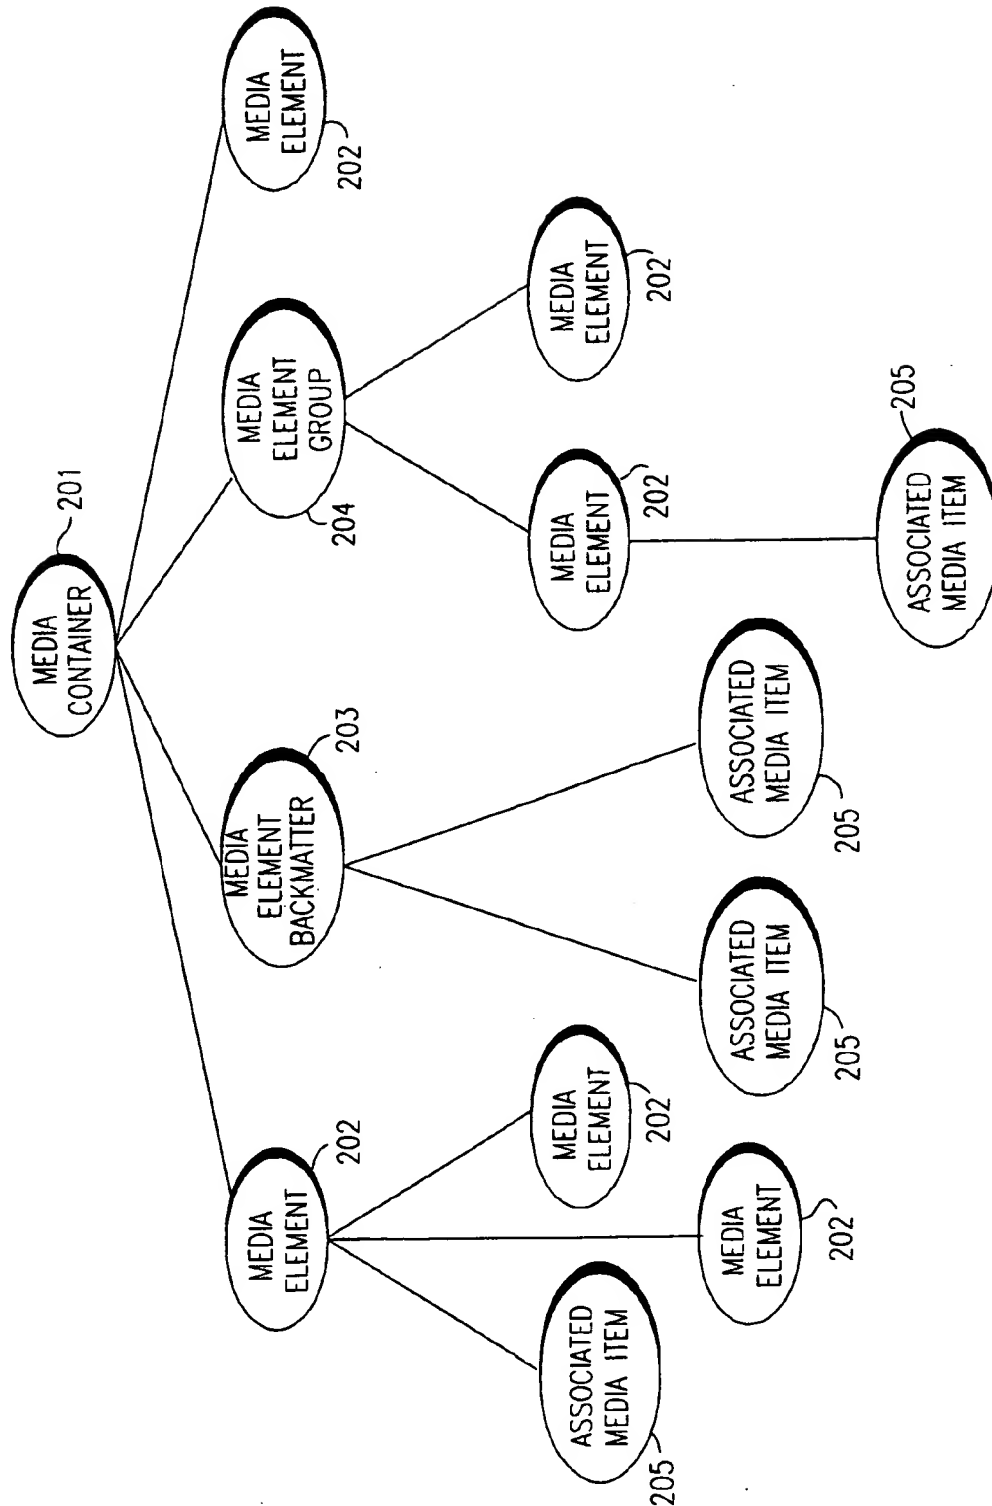 MEDIA
CONTAINER
201
MEDIA
ELEMENT
202
MEDIA
ELEMENT
BACKMATTER
203
MEDIA
ELEMENT
GROUP
204
MEDIA
ELEMENT
202
ASSOCIATED
MEDIA ITEM
205
MEDIA
ELEMENT
202
MEDIA
ELEMENT
202
ASSOCIATED
MEDIA ITEM
205
ASSOCIATED
MEDIA ITEM
205
MEDIA
ELEMENT
202
MEDIA
ELEMENT
202
ASSOCIATED
MEDIA ITEM
205